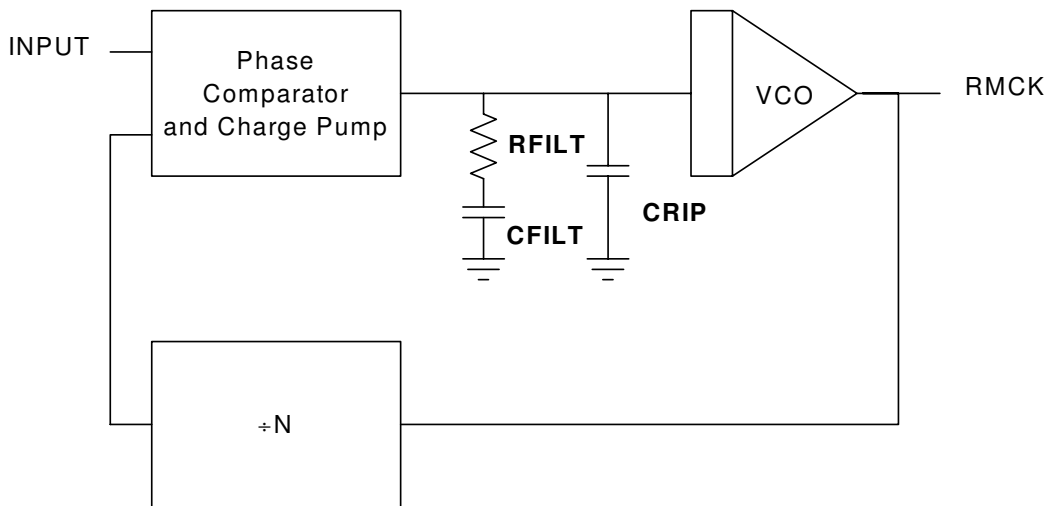 INPUT
Phase
Comparator
and Charge Pump
VCO
RMCK
RFILT
CRIP
CFILT
÷N